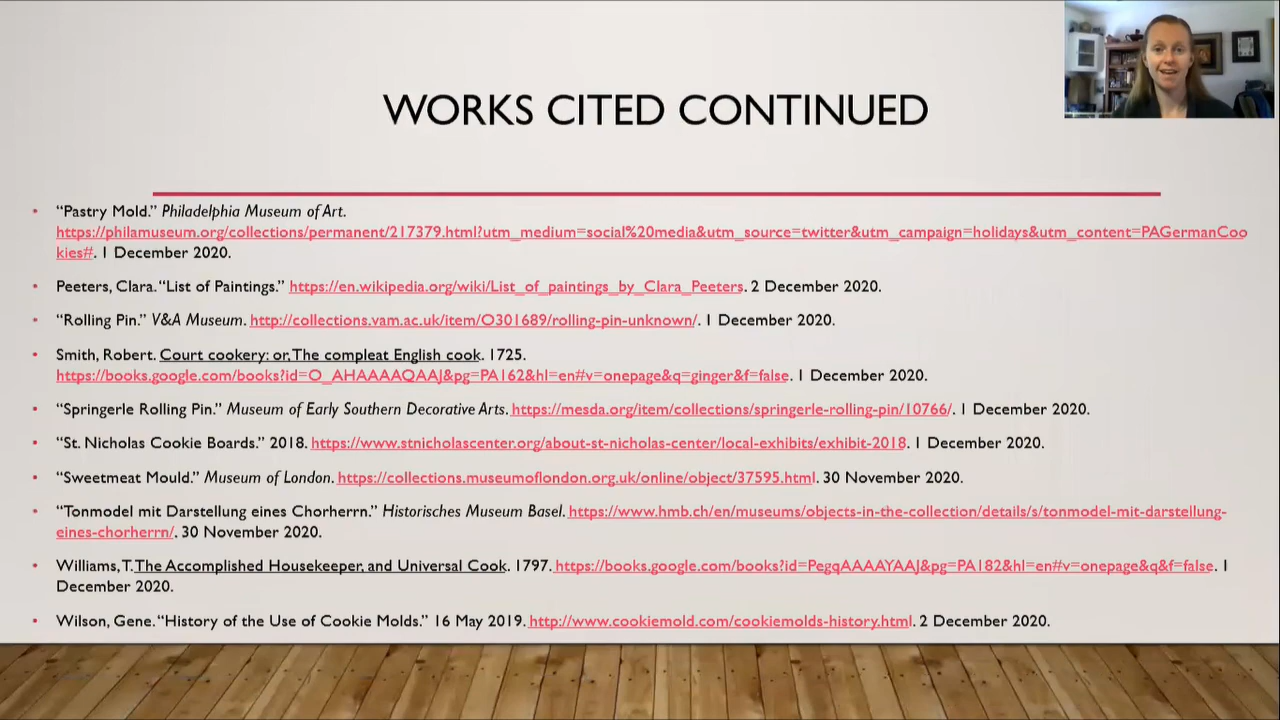 WORKS CITED CONTINUED
• “Pastry Mold.” Philadelphia Museum of Art.
https://philamuseum.org/collections/permanent/217379.html?utm_medium=social%20media&utm_source=twitter&utm_campaign=holidays&utm_content=PAGermanCoo
kies#. 1 December 2020.
• Peeters, Clara. “List of Paintings.” https://en.wikipedia.org/wiki/List_of_paintings_by_Clara_Peeters. 2 December 2020.
• “Rolling Pin.” V&A Museum. http://collections.vam.ac.uk/item/O301689/rolling-pin-unknown/. 1 December 2020.
• Smith, Robert. Court cookery: or, The compleat English cook. 1725.
https://books.google.com/books?id=O_AHAAAAQAAJ&pg=PA162&hl=en#v=onepage&q=ginger&f=false. 1 December 2020.
• “Springerle Rolling Pin.” Museum of Early Southern Decorative Arts. https://mesda.org/item/collections/springerle-rolling-pin/10766/. 1 December 2020.
• “St. Nicholas Cookie Boards.” 2018. https://www.stnicholascenter.org/about-st-nicholas-center/local-exhibits/exhibit-2018. 1 December 2020.
• “Sweetmeat Mould.” Museum of London. https://collections.museumoflondon.org.uk/online/object/37595.html. 30 November 2020.
• “Tonmodel mit Darstellung eines Chorherrn.” Historisches Museum Basel. https://www.hmb.ch/en/museums/objects-in-the-collection/details/s/tonmodel-mit-darstellung-
eines-chorherrn/. 30 November 2020.
• Williams, T. The Accomplished Housekeeper, and Universal Cook. 1797. https://books.google.com/books?id=PegqAAAAYAAJ&pg=PA182&hl=en#v=onepage&q&f=false. 1
December 2020.
• Wilson, Gene. “History of the Use of Cookie Molds.” 16 May 2019. http://www.cookiemold.com/cookiemolds-history.html. 2 December 2020.